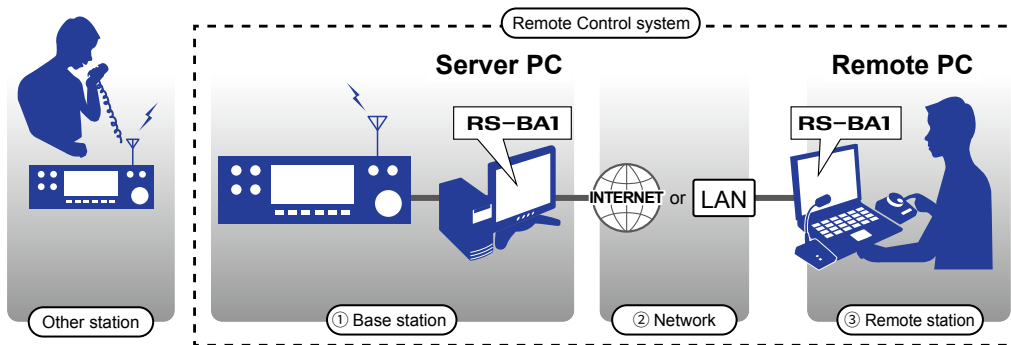 Remote Control system
Server PC
Remote PC
RS-BA1
RS-BA1
INTERNET or LAN
Other station
① Base station
② Network
③ Remote station